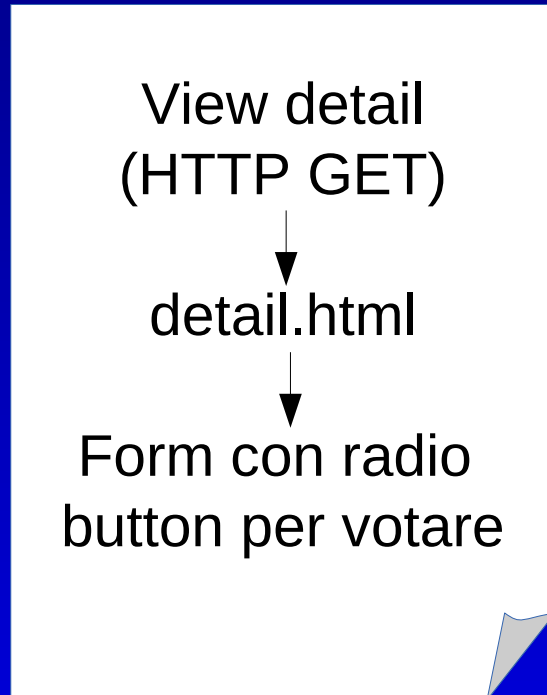 View detail
(HTTP GET)
detail.html
Form con radio
button per votare